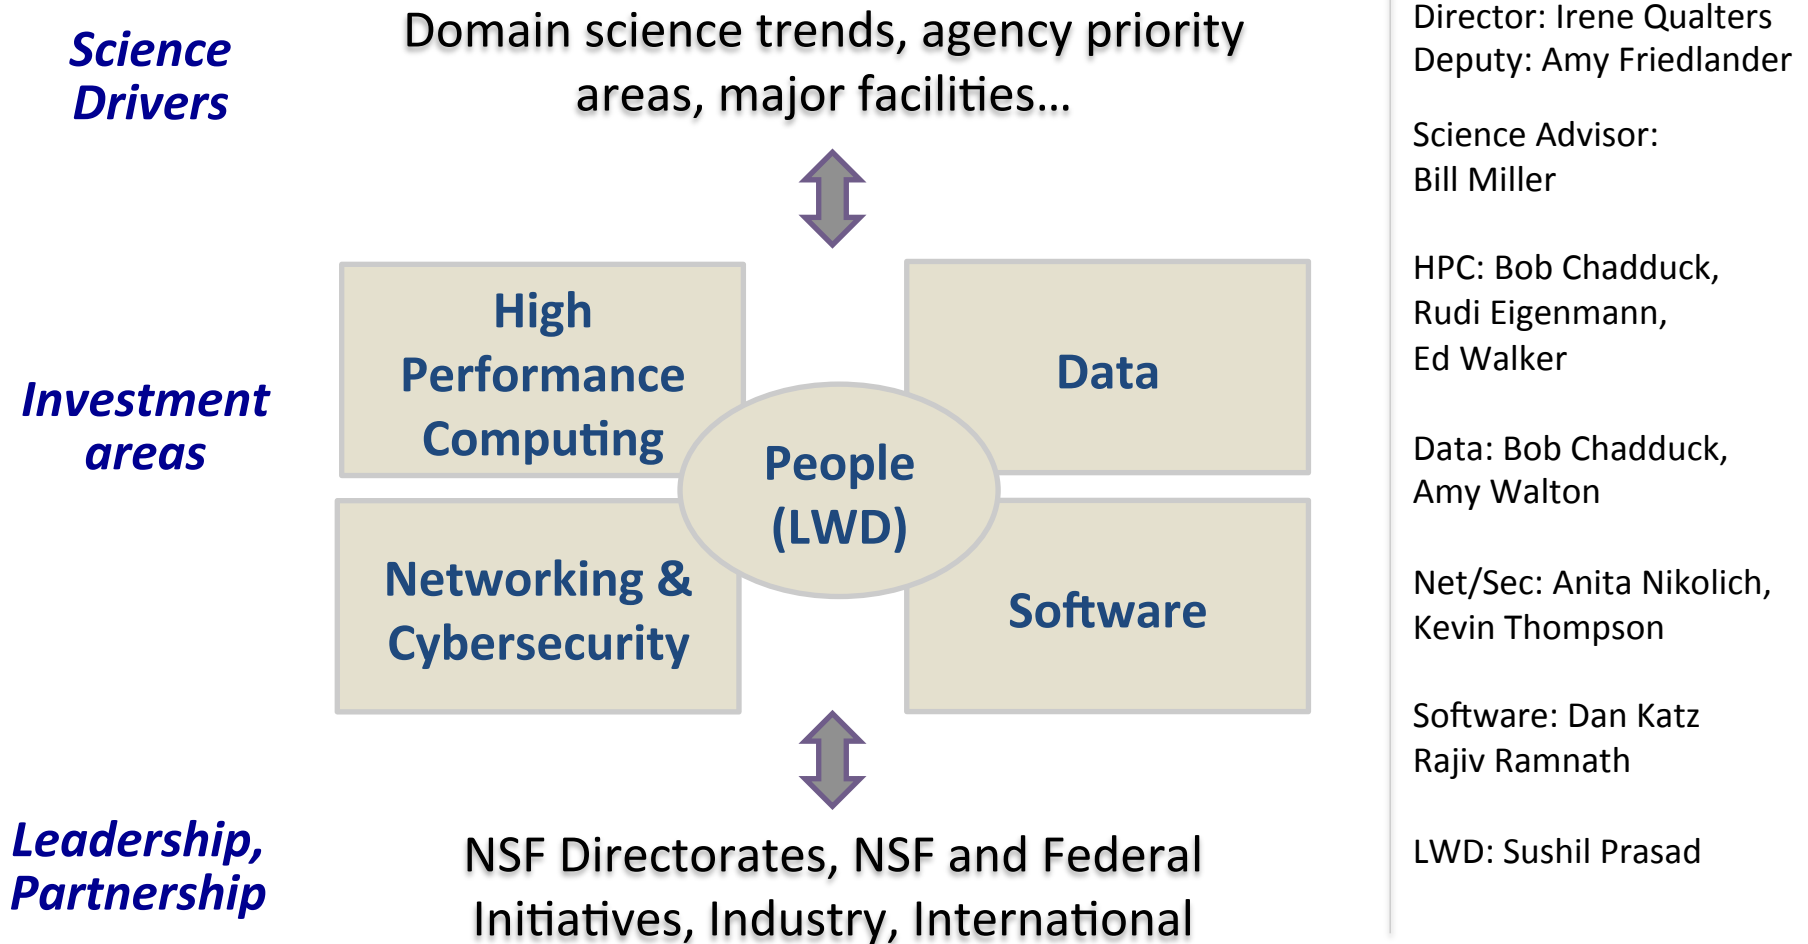 Science
Drivers
Domain science trends, agency priority
areas, major facilities…
Investment
areas
High
Performance
Computing
Data
People
(LWD)
Networking &
Cybersecurity
Software
Leadership,
Partnership
NSF Directorates, NSF and Federal
Initiatives, Industry, International
Director: Irene Qualters
Deputy: Amy Friedlander
Science Advisor:
Bill Miller
HPC: Bob Chadduck,
Rudi Eigenmann,
Ed Walker
Data: Bob Chadduck,
Amy Walton
Net/Sec: Anita Nikolich,
Kevin Thompson
Software: Dan Katz
Rajiv Ramnath
LWD: Sushil Prasad